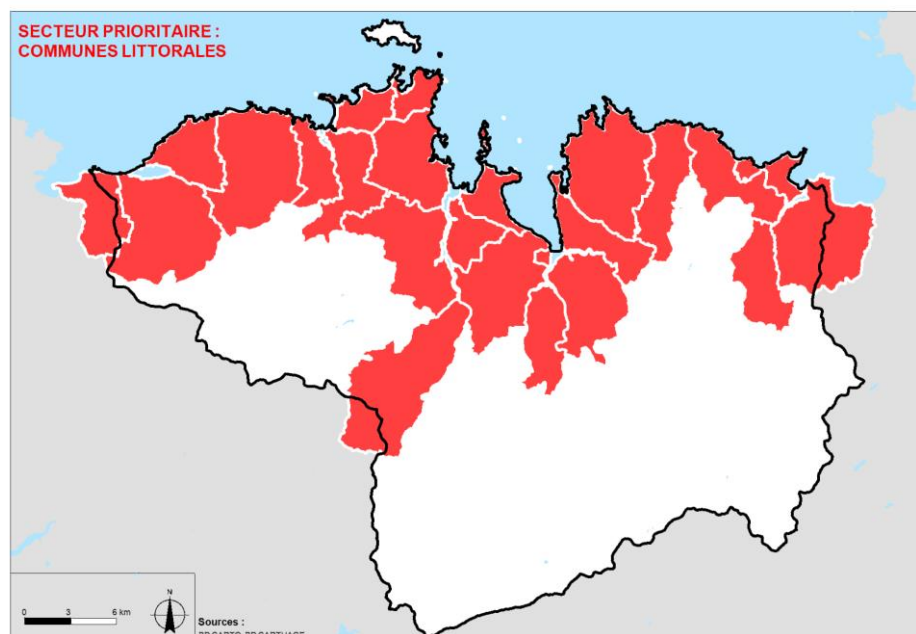 SECTEUR PRIORITAIRE :
COMMUNES LITTORALES
N
0 3 6 km
Sources :